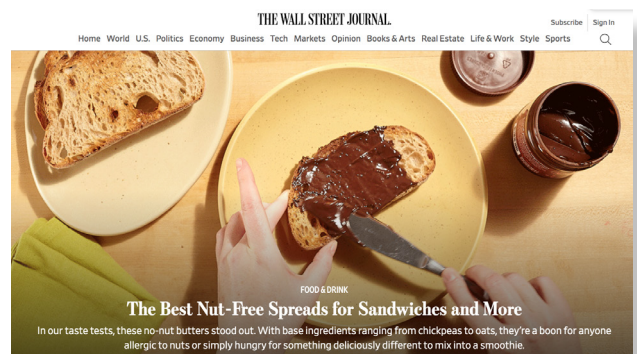 THE WALL STREET JOURNAL.
Subscribe Sign In
Home World U.S. Politics Economy Business Tech Markets Opinion Books & Arts Real Estate Life & Work Style Sports
FOOD & DRINK
The Best Nut-Free Spreads for Sandwiches and More
In our taste tests, these no-nut butters stood out. With base ingredients ranging from chickpeas to oats, they're a boon for anyone
allergic to nuts or simply hungry for something deliciously different to mix into a smoothie.